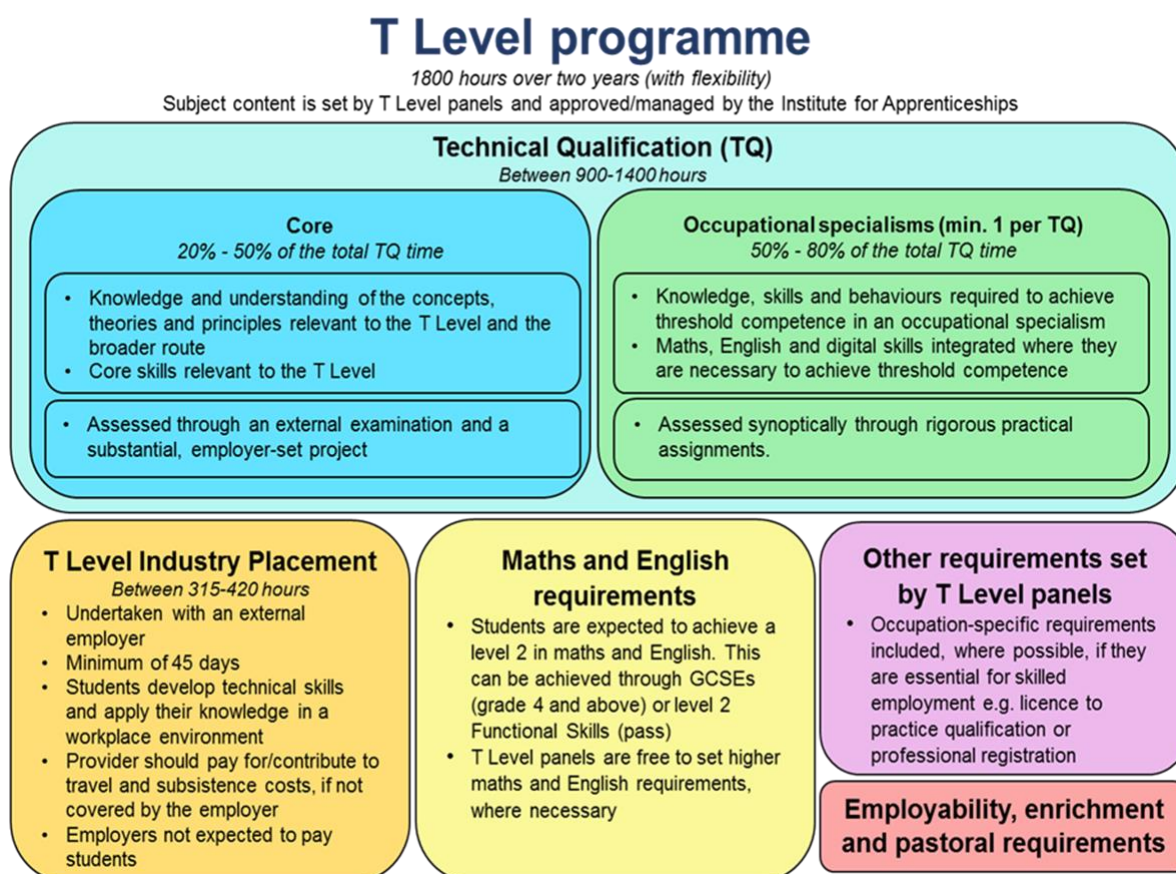 T Level programme
1800 hours over two years (with flexibility)
Subject content is set by T Level panels and approved/managed by the Institute for Apprenticeships
Technical Qualification (TQ)
Between 900-1400 hours
Core
20% - 50% of the total TQ time
• Knowledge and understanding of the concepts,
theories and principles relevant to the T Level and the
broader route
• Core skills relevant to the T Level
• Assessed through an external examination and a
substantial, employer-set project
Occupational specialisms (min. 1 per TQ)
50% - 80% of the total TQ time
• Knowledge, skills and behaviours required to achieve
threshold competence in an occupational specialism
• Maths, English and digital skills integrated where they
are necessary to achieve threshold competence
• Assessed synoptically through rigorous practical
assignments.
T Level Industry Placement
Between 315-420 hours
• Undertaken with an external
employer
• Minimum of 45 days
• Students develop technical skills
and apply their knowledge in a
workplace environment
• Provider should pay for/contribute to
travel and subsistence costs, if not
covered by the employer
• Employers not expected to pay
students
Maths and English
requirements
• Students are expected to achieve a
level 2 in maths and English. This
can be achieved through GCSEs
(grade 4 and above) or level 2
Functional Skills (pass)
• T Level panels are free to set higher
maths and English requirements,
where necessary
Other requirements set
by T Level panels
• Occupation-specific requirements
included, where possible, if they
are essential for skilled
employment e.g. licence to
practice qualification or
professional registration
Employability, enrichment
and pastoral requirements